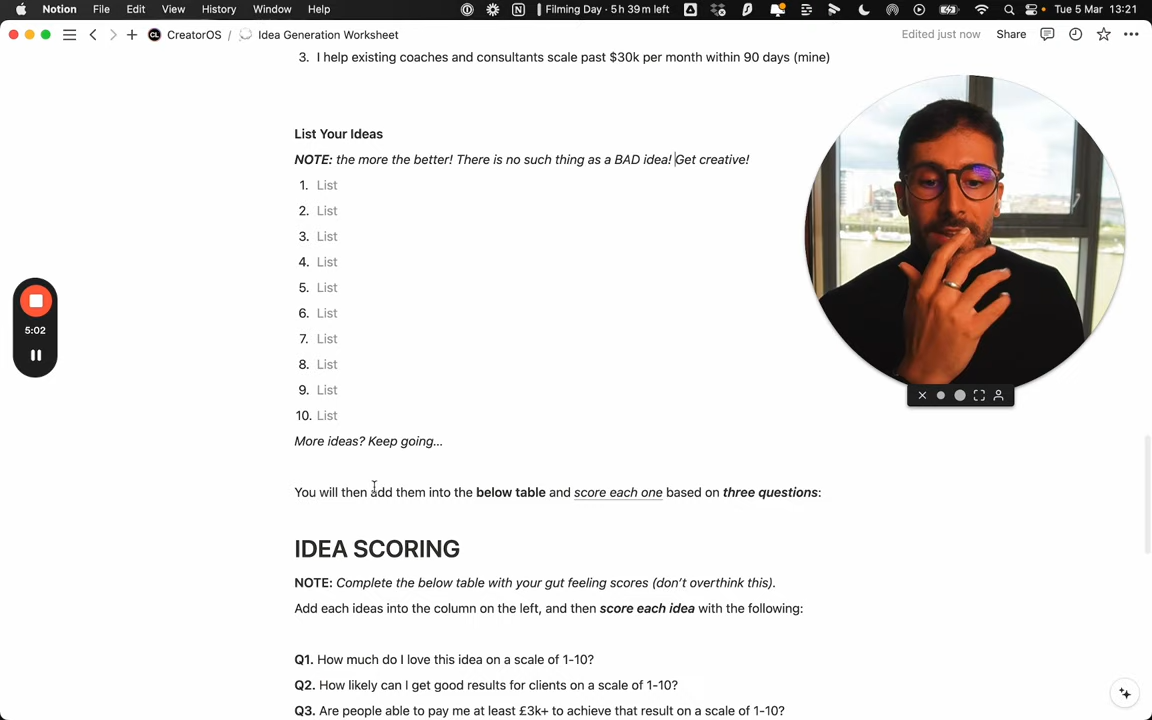 Notion File Edit View History Window Help
Filming Day · 5 h 39 m left
Tue 5 Mar 13:21
CreatorOS / Idea Generation Worksheet
Edited just now Share
3. I help existing coaches and consultants scale past $30k per month within 90 days (mine)
List Your Ideas
NOTE: the more the better! There is no such thing as a BAD idea! Get creative!
1. List
2. List
3. List
4. List
5. List
6. List
7. List
8. List
9. List
10. List
More ideas? Keep going...
5:02
You will then add them into the below table and score each one based on three questions:
IDEA SCORING
NOTE: Complete the below table with your gut feeling scores (don't overthink this).
Add each ideas into the column on the left, and then score each idea with the following:
Q1. How much do I love this idea on a scale of 1-10?
Q2. How likely can I get good results for clients on a scale of 1-10?
Q3. Are people able to pay me at least £3k+ to achieve that result on a scale of 1-10?